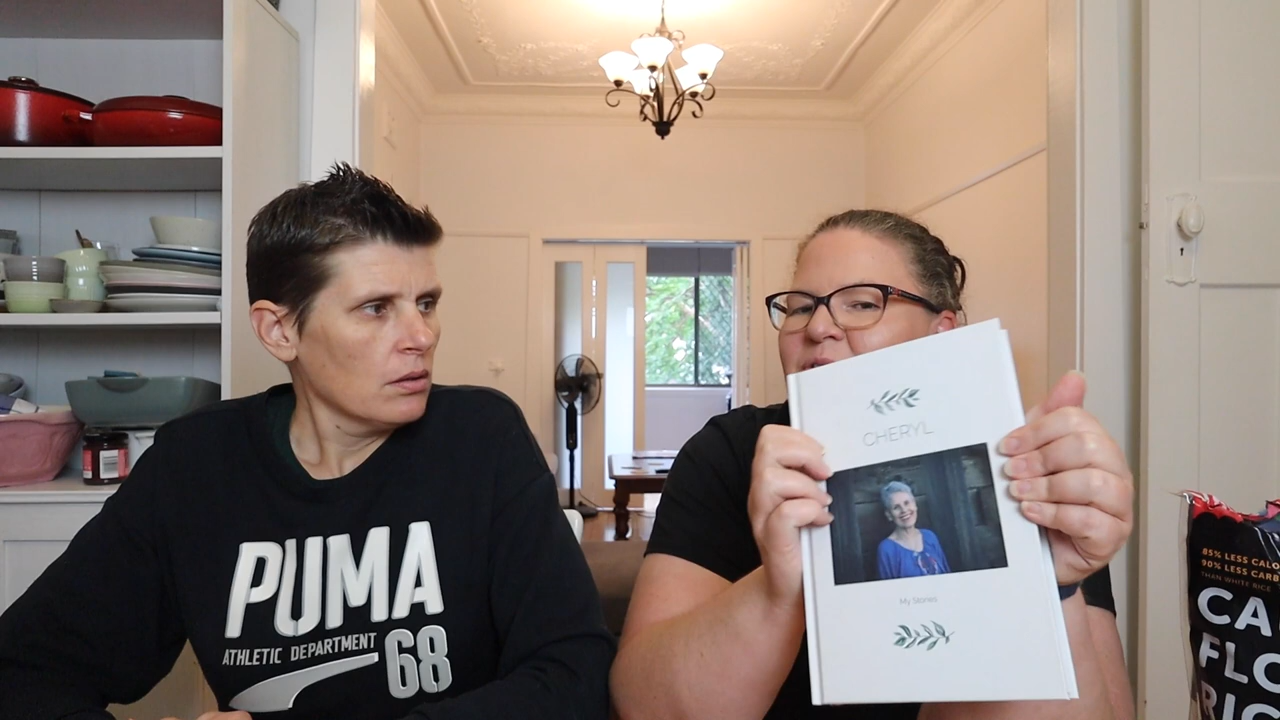 PUMA
ATHLETIC DEPARTMENT
68
CHERYL
My Stories
85% LESS CALO
90% LESS CARB
THAN WHITE RICE
CA
FLO
RIC